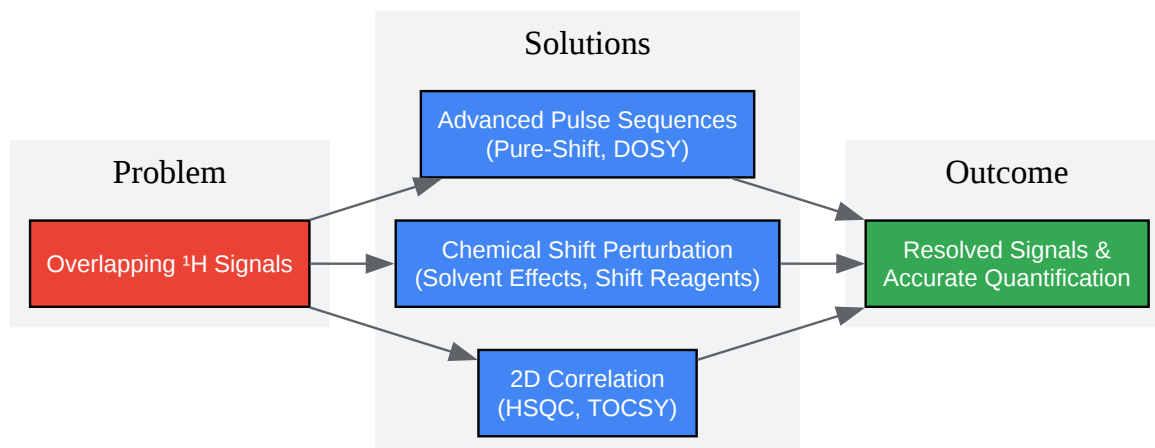 Problem
Overlapping ¹H Signals
Solutions
Advanced Pulse Sequences
(Pure-Shift, DOSY)
Chemical Shift Perturbation
(Solvent Effects, Shift Reagents)
2D Correlation
(HSQC, TOCSY)
Outcome
Resolved Signals &
Accurate Quantification